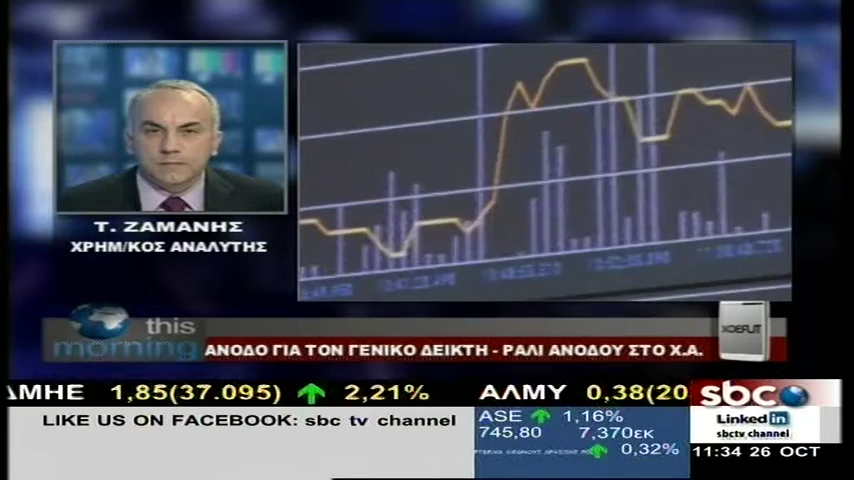 Τ. ΖΑΜΑΝΗΣ
ΧΡΗΜ/ΚΟΣ ΑΝΑΛΥΤΗΣ
this
morning
ΑΝΟΔΟ ΓΙΑ ΤΟΝ ΓΕΝΙΚΟ ΔΕΙΚΤΗ - ΡΑΛΙ ΑΝΟΔΟΥ ΣΤΟ Χ.Α.
ΛΜΗΕ 1,85(37.095) 2,21% ΑΛΜΥ 0,38(20
sbc
LIKE US ON FACEBOOK: sbc tv channel
ASE 1,16%
745,80 7,370εκ
0,32%
Linked in
sbctv channel
11:34 26 OCT